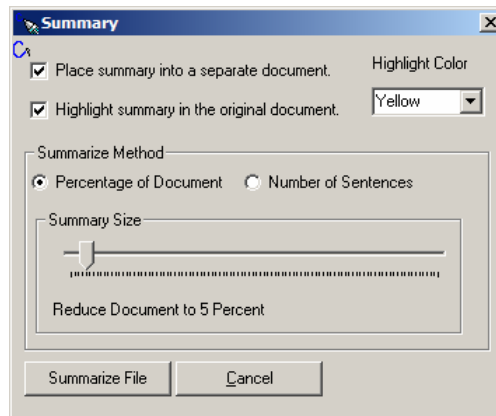 Summary
Place summary into a separate document.
Highlight Color
Highlight summary in the original document.
Yellow
Summarize Method
Percentage of Document
Number of Sentences
Summary Size
Reduce Document to 5 Percent
Summarize File
Cancel